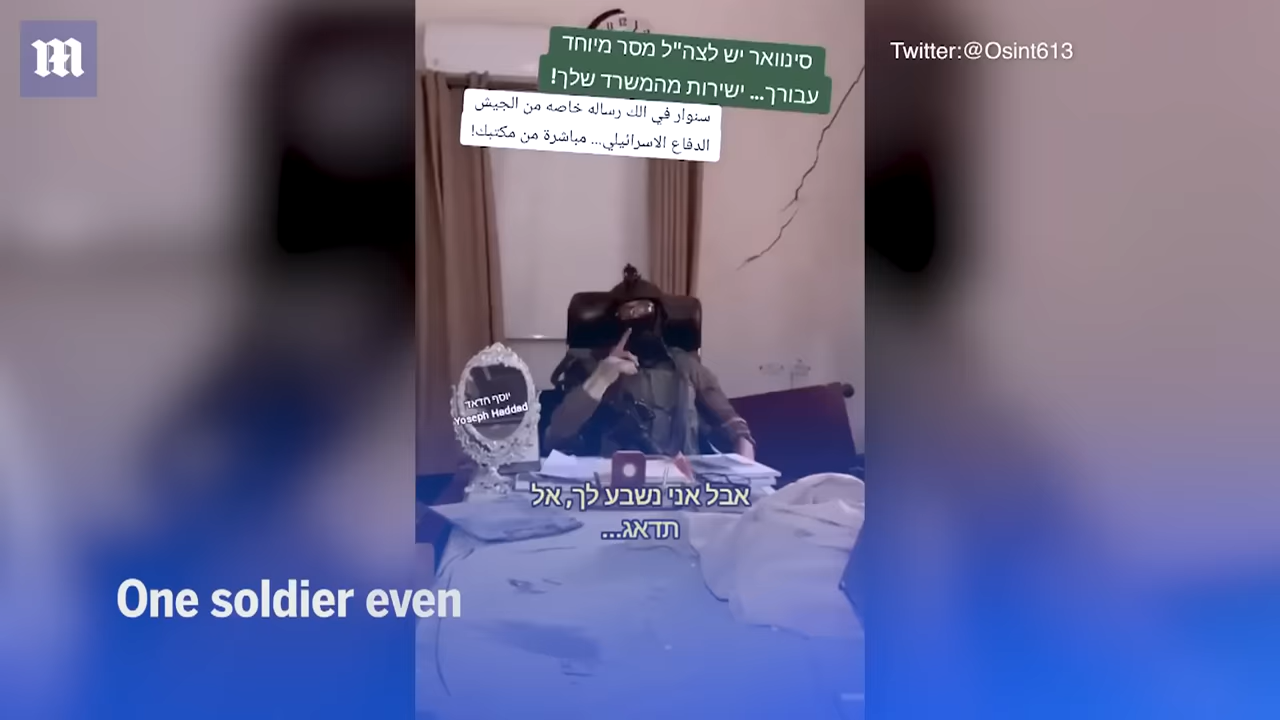 Twitter:@Osint613
סינוואר יש לצה"ל מסר מיוחד
עבורך... ישירות מהמשרד שלך!
سنوار في الك رساله خاصه من الجيش
الدفاع الاسرائيلي... مباشرة من مكتبك!
יוסף חדאד
Yoseph Haddad
אבל אני נשבע לך, אל
תדאג...
One soldier even